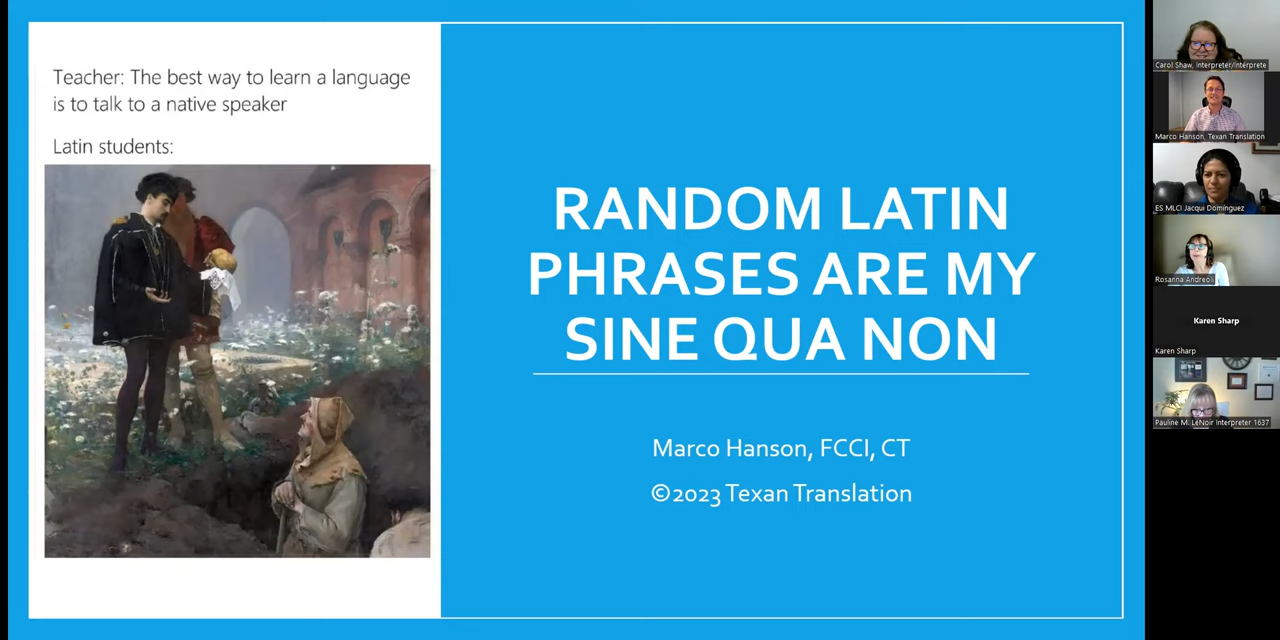 Teacher: The best way to learn a language
is to talk to a native speaker
Latin students:
RANDOM LATIN
PHRASES ARE MY
SINE QUA NON
Marco Hanson, FCCI, CT
©2023 Texan Translation
Carol Shaw, Interpreter/Interprete
Marco Hanson, Texan Translation
ES MLCI Jacqui Domínguez
Rosanna Andreoli
Karen Sharp
Karen Sharp
Pauline M. LeNoir Interpreter 1637